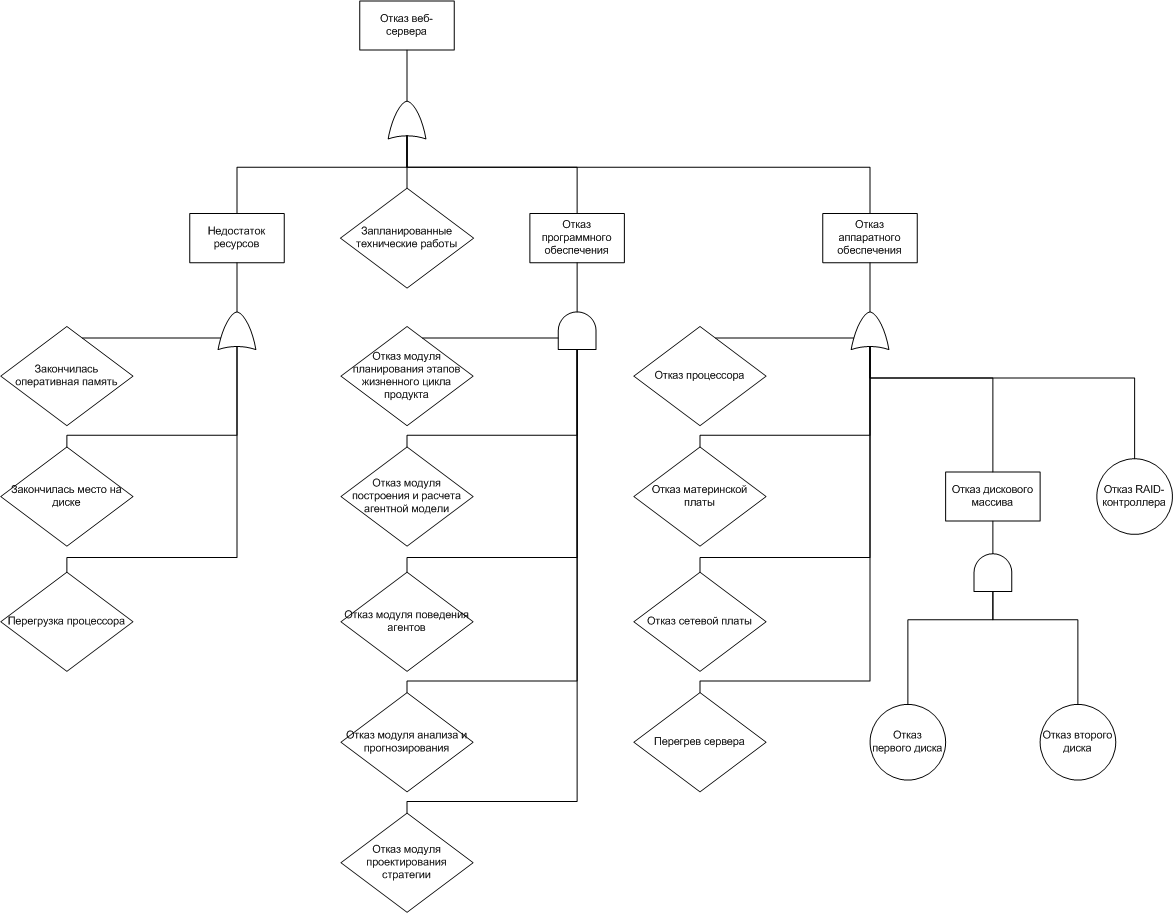 Отказ веб-
сервера
Недостаток
ресурсов
Запланированные
технические работы
Отказ
программного
обеспечения
Отказ
аппаратного
обеспечения
Закончилась
оперативная память
Закончилась место на
диске
Перегрузка процессора
Отказ модуля
планирования этапов
жизненного цикла
продукта
Отказ модуля
построения и расчета
агентной модели
Отказ модуля поведения
агентов
Отказ модуля анализа и
прогнозирования
Отказ модуля
проектирования
стратегии
Отказ процессора
Отказ материнской
платы
Отказ сетевой платы
Перегрев сервера
Отказ дискового
массива
Отказ RAID-
контроллера
Отказ
первого диска
Отказ второго
диска